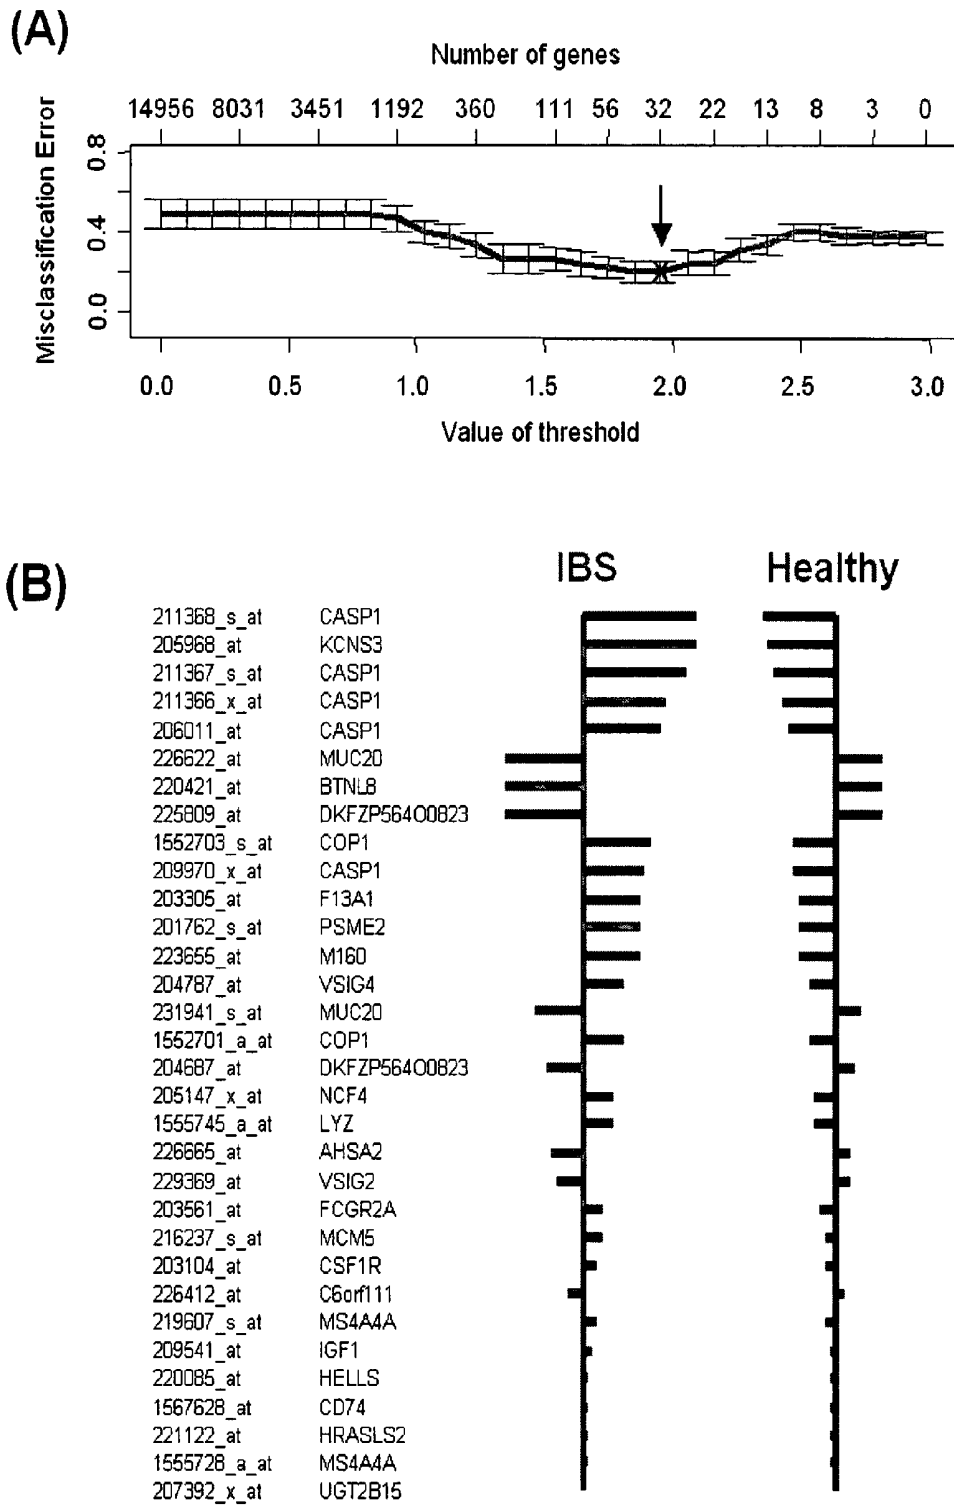 (A)
Number of genes
14956 8031 3451 1192 360 111 56 32 22 13 8 3 0
Misclassification Error
0.8
0.4
0.0
0.0 0.5 1.0 1.5 2.0 2.5 3.0
Value of threshold
(B)
IBS Healthy
211368_s_at CASP1
205968_at KCNS3
211367_s_at CASP1
211366_x_at CASP1
206011_at CASP1
226622_at MUC20
220421_at BTNL8
225809_at DKFZP564O0823
1552703_s_at COP1
209970_x_at CASP1
203305_at F13A1
201762_s_at PSME2
223655_at M160
204787_at VSIG4
231941_s_at MUC20
1552701_a_at COP1
204687_at DKFZP564O0823
205147_x_at NCF4
1555745_a_at LYZ
226665_at AHSA2
229369_at VSIG2
203561_at FCGR2A
216237_s_at MCM5
203104_at CSF1R
226412_at C6orf111
219607_s_at MS4A4A
209541_at IGF1
220085_at HELLS
1567628_at CD74
221122_at HRASLS2
1555728_a_at MS4A4A
207392_x_at UGT2B15